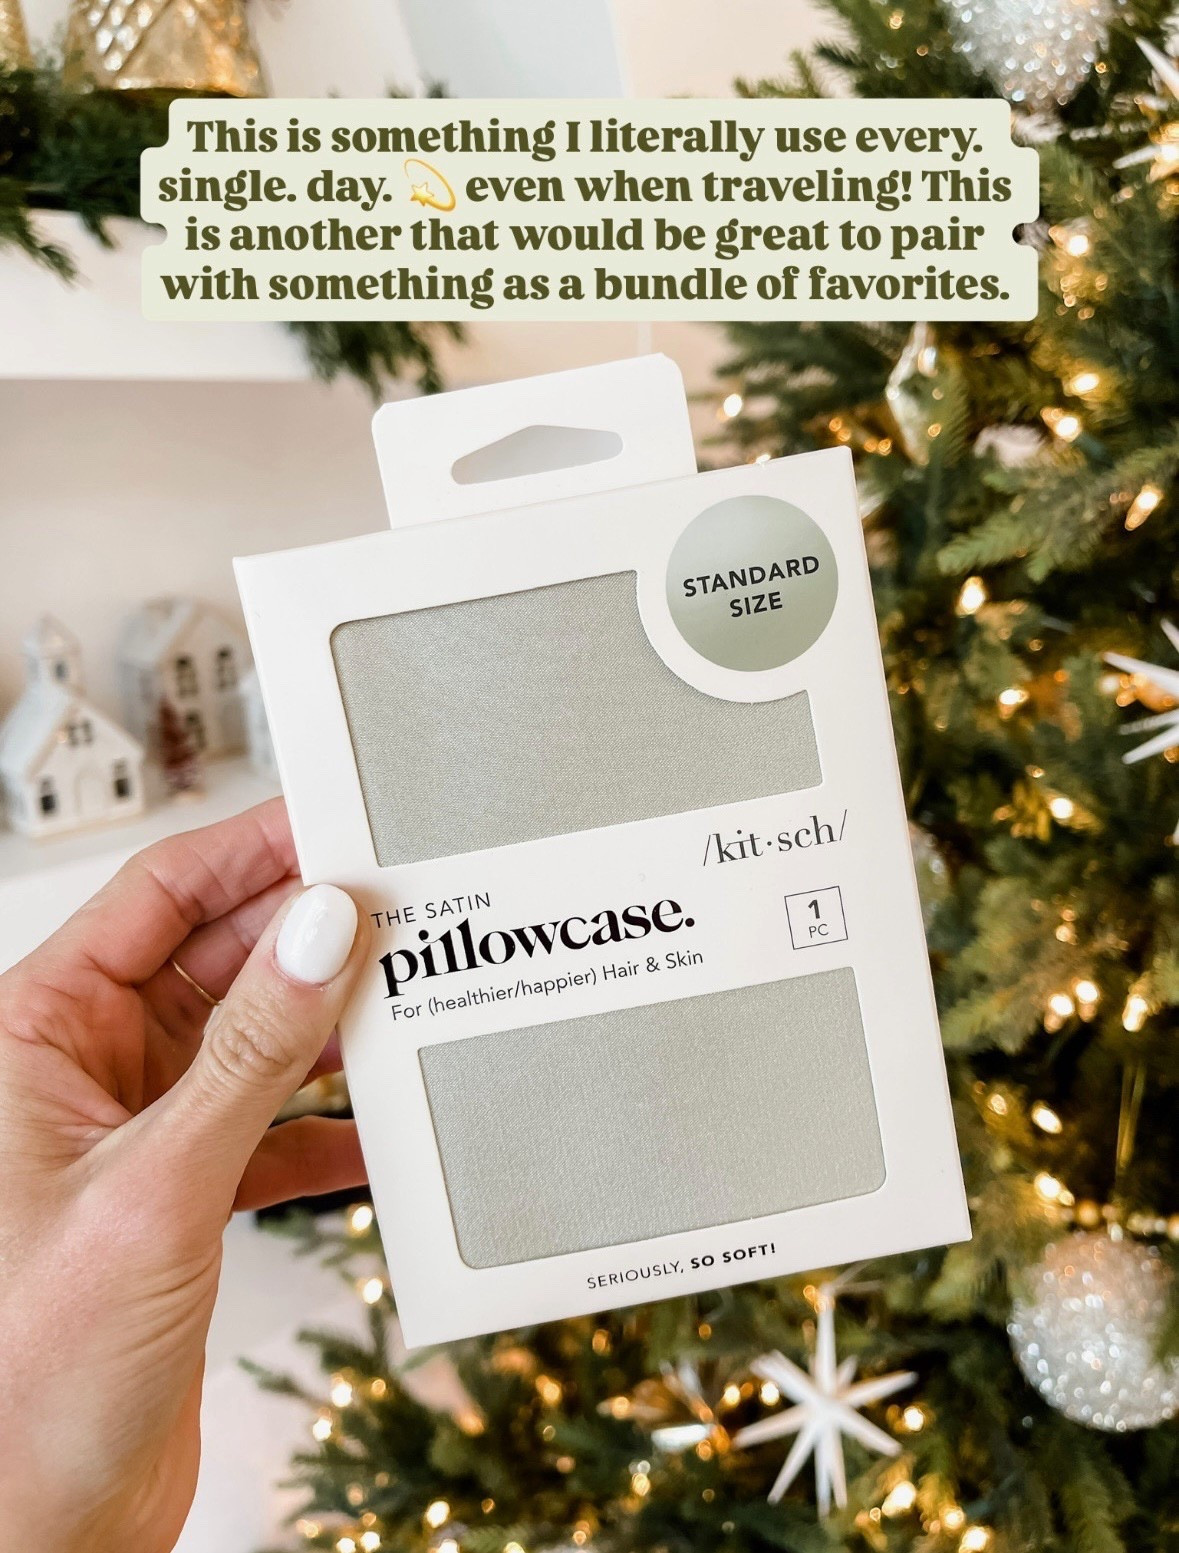 This is something I literally use every.
single. day. 💫 even when traveling! This
is another that would be great to pair
with something as a bundle of favorites.
STANDARD
SIZE
/kit·sch/
THE SATIN
pillowcase.
1
PC
For (healthier/happier) Hair & Skin
SERIOUSLY, SO SOFT!